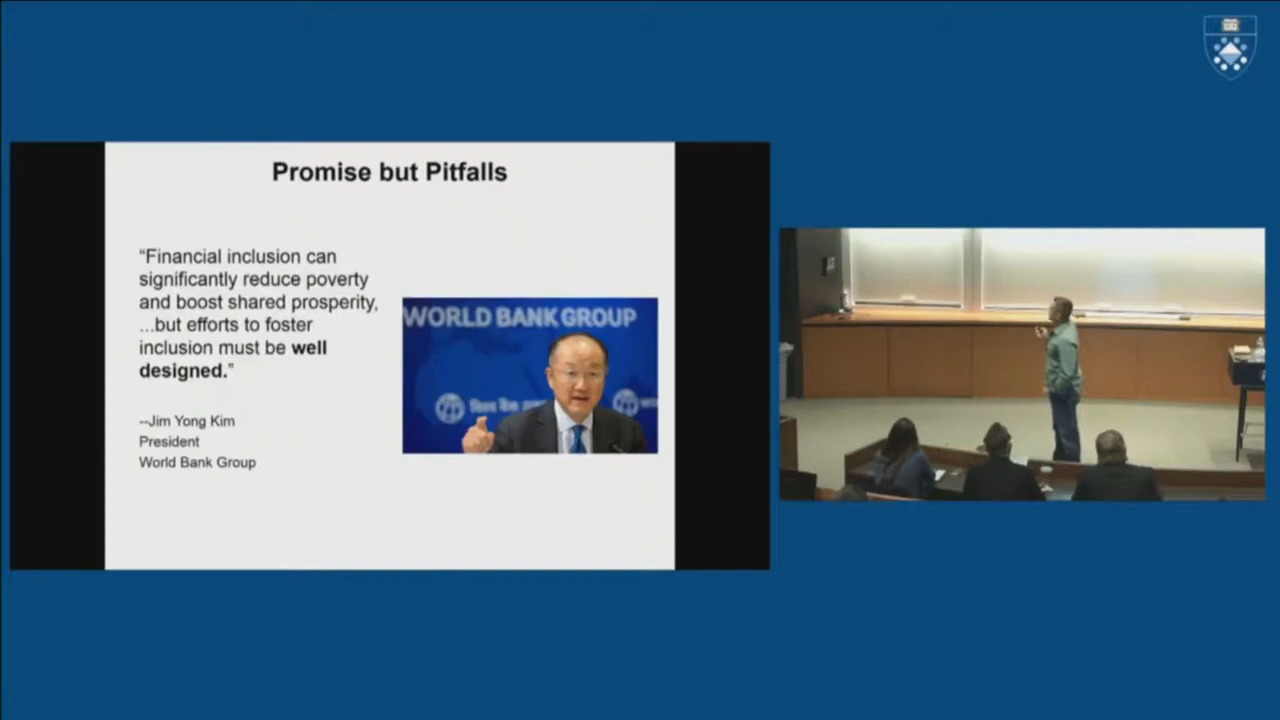 Promise but Pitfalls
“Financial inclusion can
significantly reduce poverty
and boost shared prosperity,
...but efforts to foster
inclusion must be well
designed.”
--Jim Yong Kim
President
World Bank Group
WORLD BANK GROUP